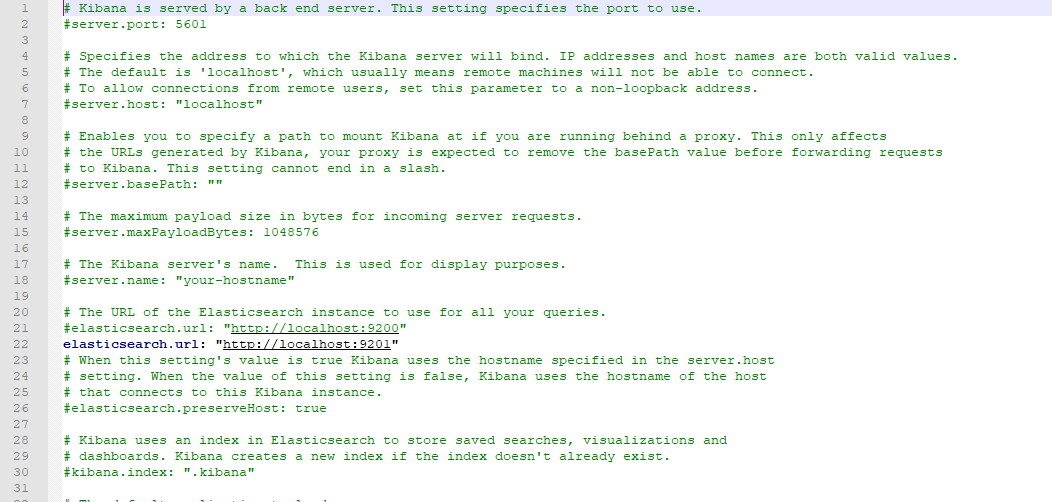 1 # Kibana is served by a back end server. This setting specifies the port to use.
2 #server.port: 5601
3
4 # Specifies the address to which the Kibana server will bind. IP addresses and host names are both valid values.
5 # The default is 'localhost', which usually means remote machines will not be able to connect.
6 # To allow connections from remote users, set this parameter to a non-loopback address.
7 #server.host: "localhost"
8
9 # Enables you to specify a path to mount Kibana at if you are running behind a proxy. This only affects
10 # the URLs generated by Kibana, your proxy is expected to remove the basePath value before forwarding requests
11 # to Kibana. This setting cannot end in a slash.
12 #server.basePath: ""
13
14 # The maximum payload size in bytes for incoming server requests.
15 #server.maxPayloadBytes: 1048576
16
17 # The Kibana server's name.  This is used for display purposes.
18 #server.name: "your-hostname"
19
20 # The URL of the Elasticsearch instance to use for all your queries.
21 #elasticsearch.url: "http://localhost:9200"
22 elasticsearch.url: "http://localhost:9201"
23 # When this setting's value is true Kibana uses the hostname specified in the server.host
24 # setting. When the value of this setting is false, Kibana uses the hostname of the host
25 # that connects to this Kibana instance.
26 #elasticsearch.preserveHost: true
27
28 # Kibana uses an index in Elasticsearch to store saved searches, visualizations and
29 # dashboards. Kibana creates a new index if the index doesn't already exist.
30 #kibana.index: ".kibana"
31